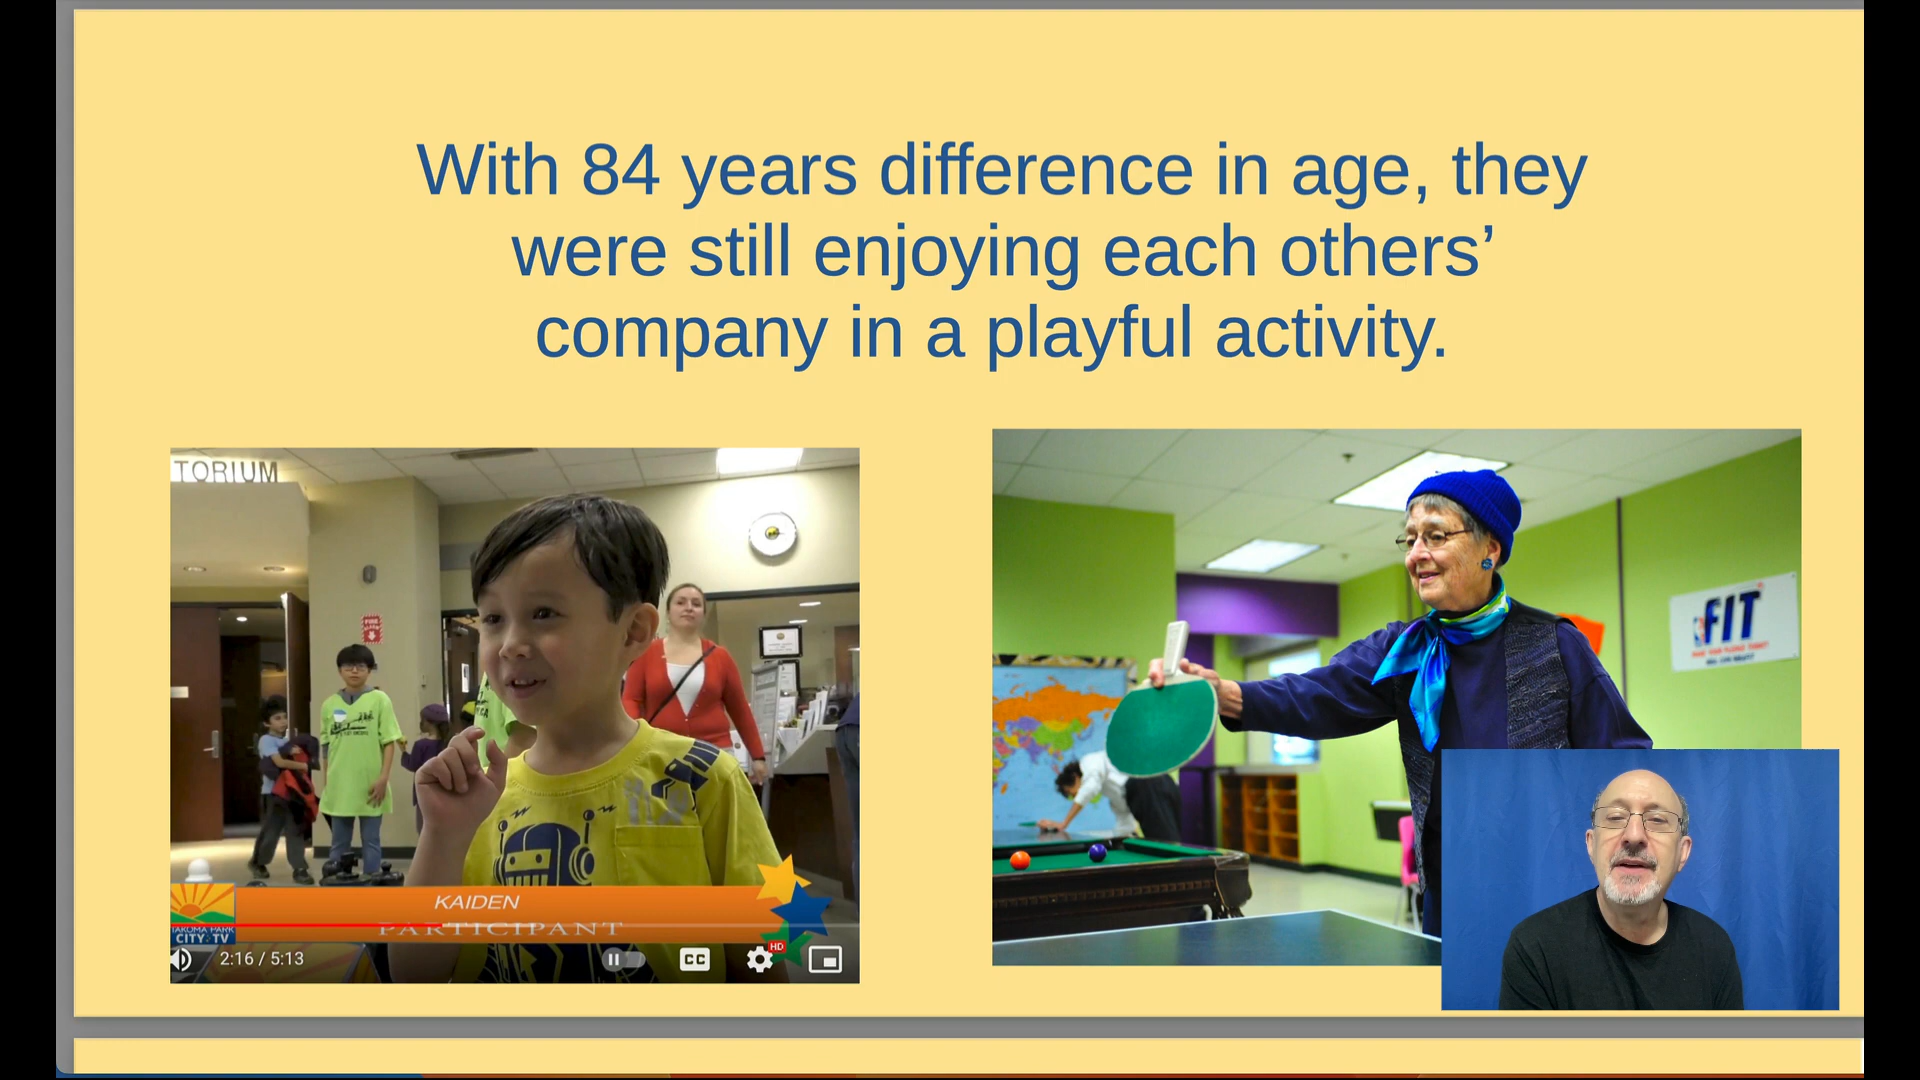 With 84 years difference in age, they
were still enjoying each others’
company in a playful activity.
TORIUM
FIRE
KAIDEN
PARTICIPANT
TAKOMA PARK
CITY TV
2:16 / 5:13
CC
HD
FIT